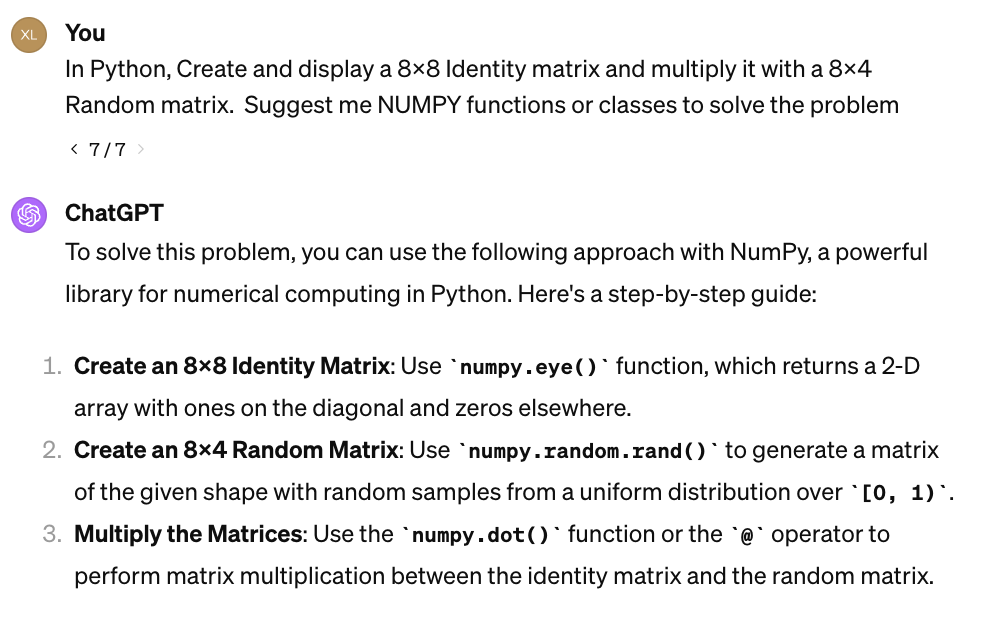 XL You
In Python, Create and display a 8×8 Identity matrix and multiply it with a 8×4
Random matrix.  Suggest me NUMPY functions or classes to solve the problem
< 7/7 >
ChatGPT
To solve this problem, you can use the following approach with NumPy, a powerful
library for numerical computing in Python. Here's a step-by-step guide:
1. Create an 8×8 Identity Matrix: Use `numpy.eye()` function, which returns a 2-D
array with ones on the diagonal and zeros elsewhere.
2. Create an 8×4 Random Matrix: Use `numpy.random.rand()` to generate a matrix
of the given shape with random samples from a uniform distribution over `[0, 1)`.
3. Multiply the Matrices: Use the `numpy.dot()` function or the `@` operator to
perform matrix multiplication between the identity matrix and the random matrix.